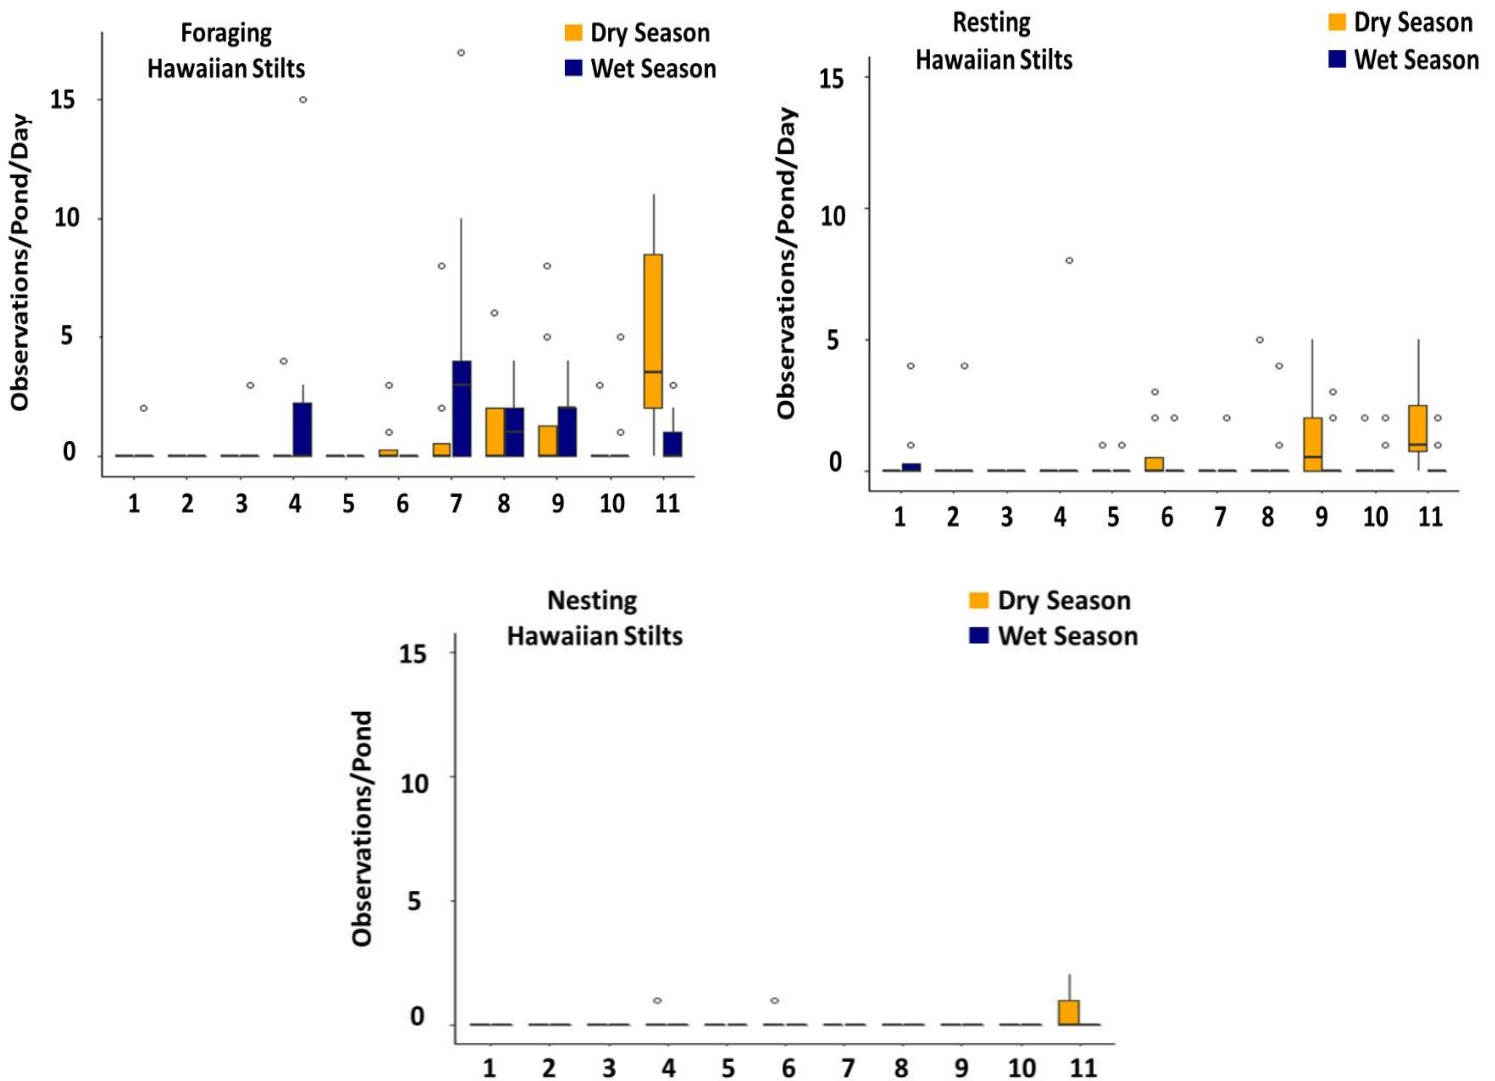 Foraging
Hawaiian Stilts
Dry Season
Wet Season
Observations/Pond/Day
15
10
5
0
1 2 3 4 5 6 7 8 9 10 11
Resting
Hawaiian Stilts
Dry Season
Wet Season
Observations/Pond/Day
15
10
5
0
1 2 3 4 5 6 7 8 9 10 11
Nesting
Hawaiian Stilts
Dry Season
Wet Season
Observations/Pond
15
10
5
0
1 2 3 4 5 6 7 8 9 10 11